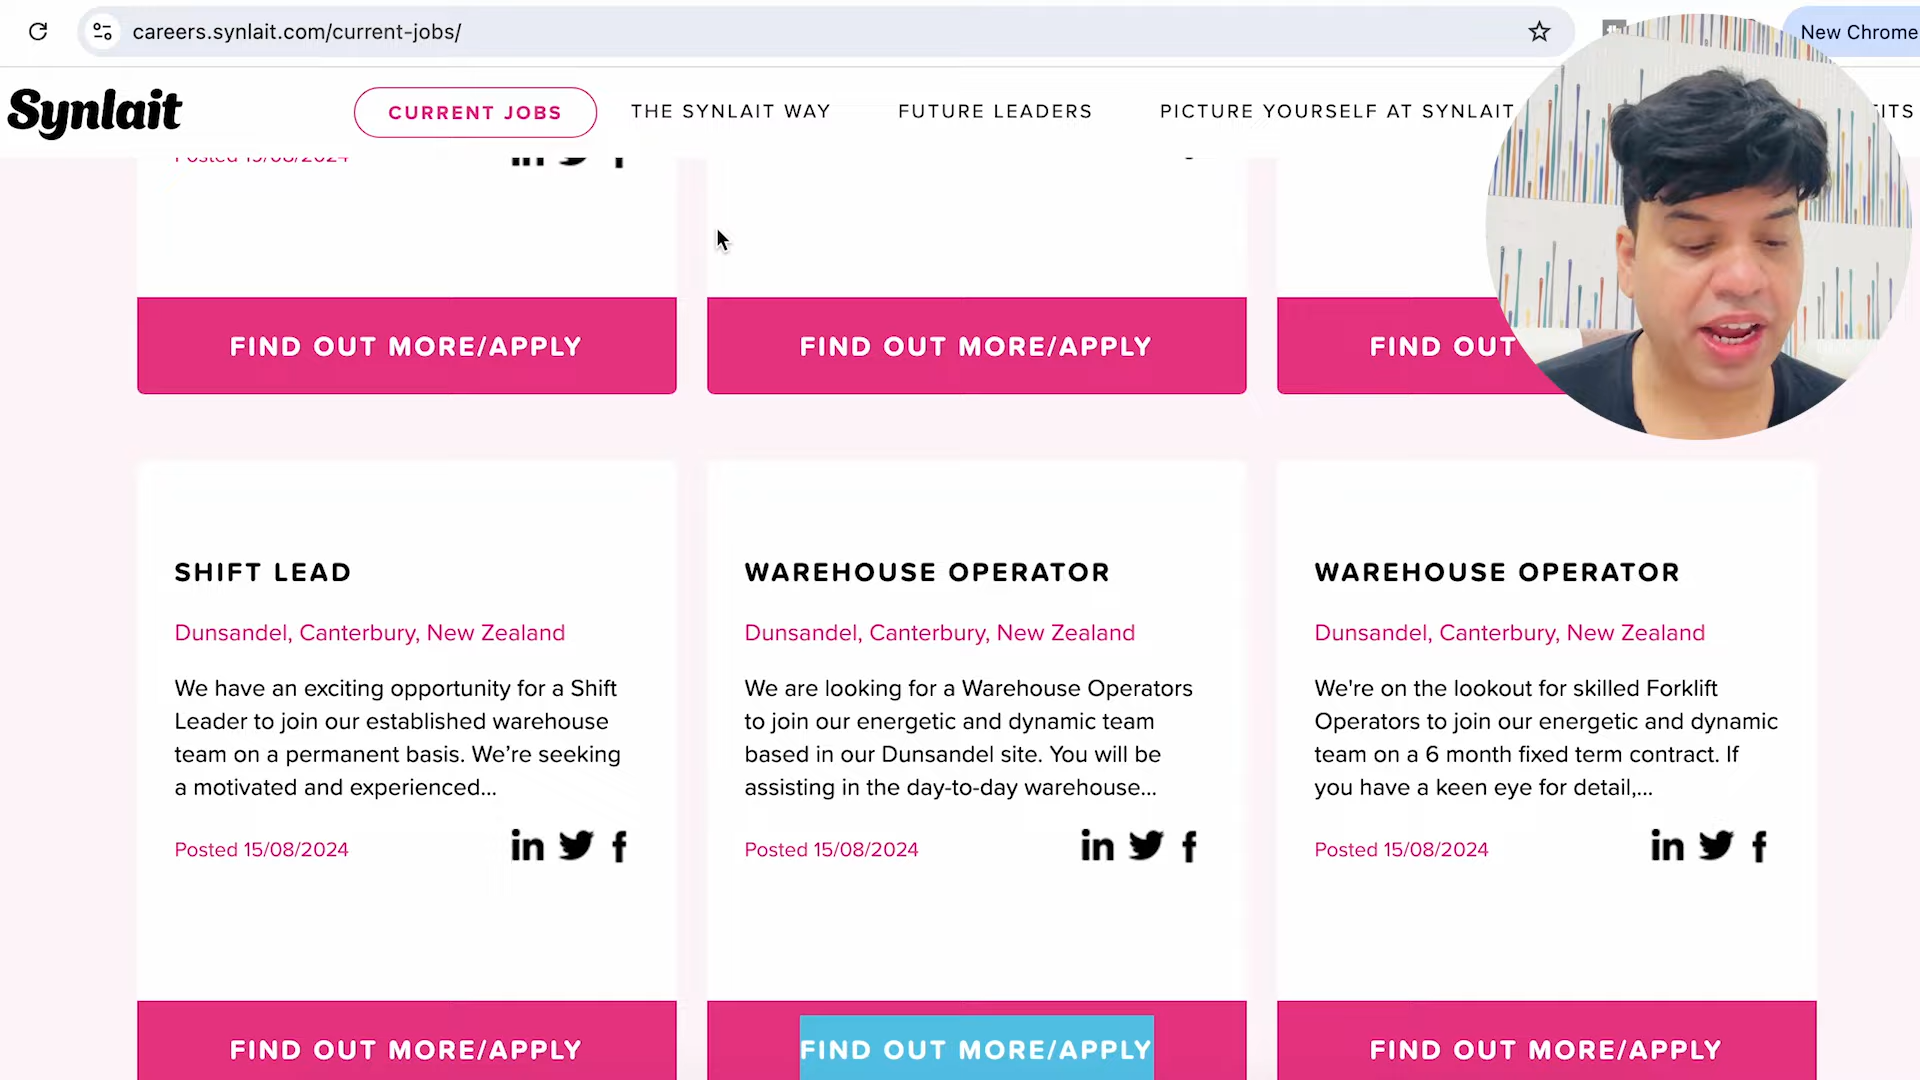 careers.synlait.com/current-jobs/
New Chrome
Synlait
CURRENT JOBS
THE SYNLAIT WAY
FUTURE LEADERS
PICTURE YOURSELF AT SYNLAIT
Posted 15/08/2024
FIND OUT MORE/APPLY
FIND OUT MORE/APPLY
FIND OUT
SHIFT LEAD
Dunsandel, Canterbury, New Zealand
We have an exciting opportunity for a Shift
Leader to join our established warehouse
team on a permanent basis. We’re seeking
a motivated and experienced...
Posted 15/08/2024
in
f
FIND OUT MORE/APPLY
WAREHOUSE OPERATOR
Dunsandel, Canterbury, New Zealand
We are looking for a Warehouse Operators
to join our energetic and dynamic team
based in our Dunsandel site. You will be
assisting in the day-to-day warehouse...
Posted 15/08/2024
in
f
FIND OUT MORE/APPLY
WAREHOUSE OPERATOR
Dunsandel, Canterbury, New Zealand
We're on the lookout for skilled Forklift
Operators to join our energetic and dynamic
team on a 6 month fixed term contract. If
you have a keen eye for detail,...
Posted 15/08/2024
in
f
FIND OUT MORE/APPLY